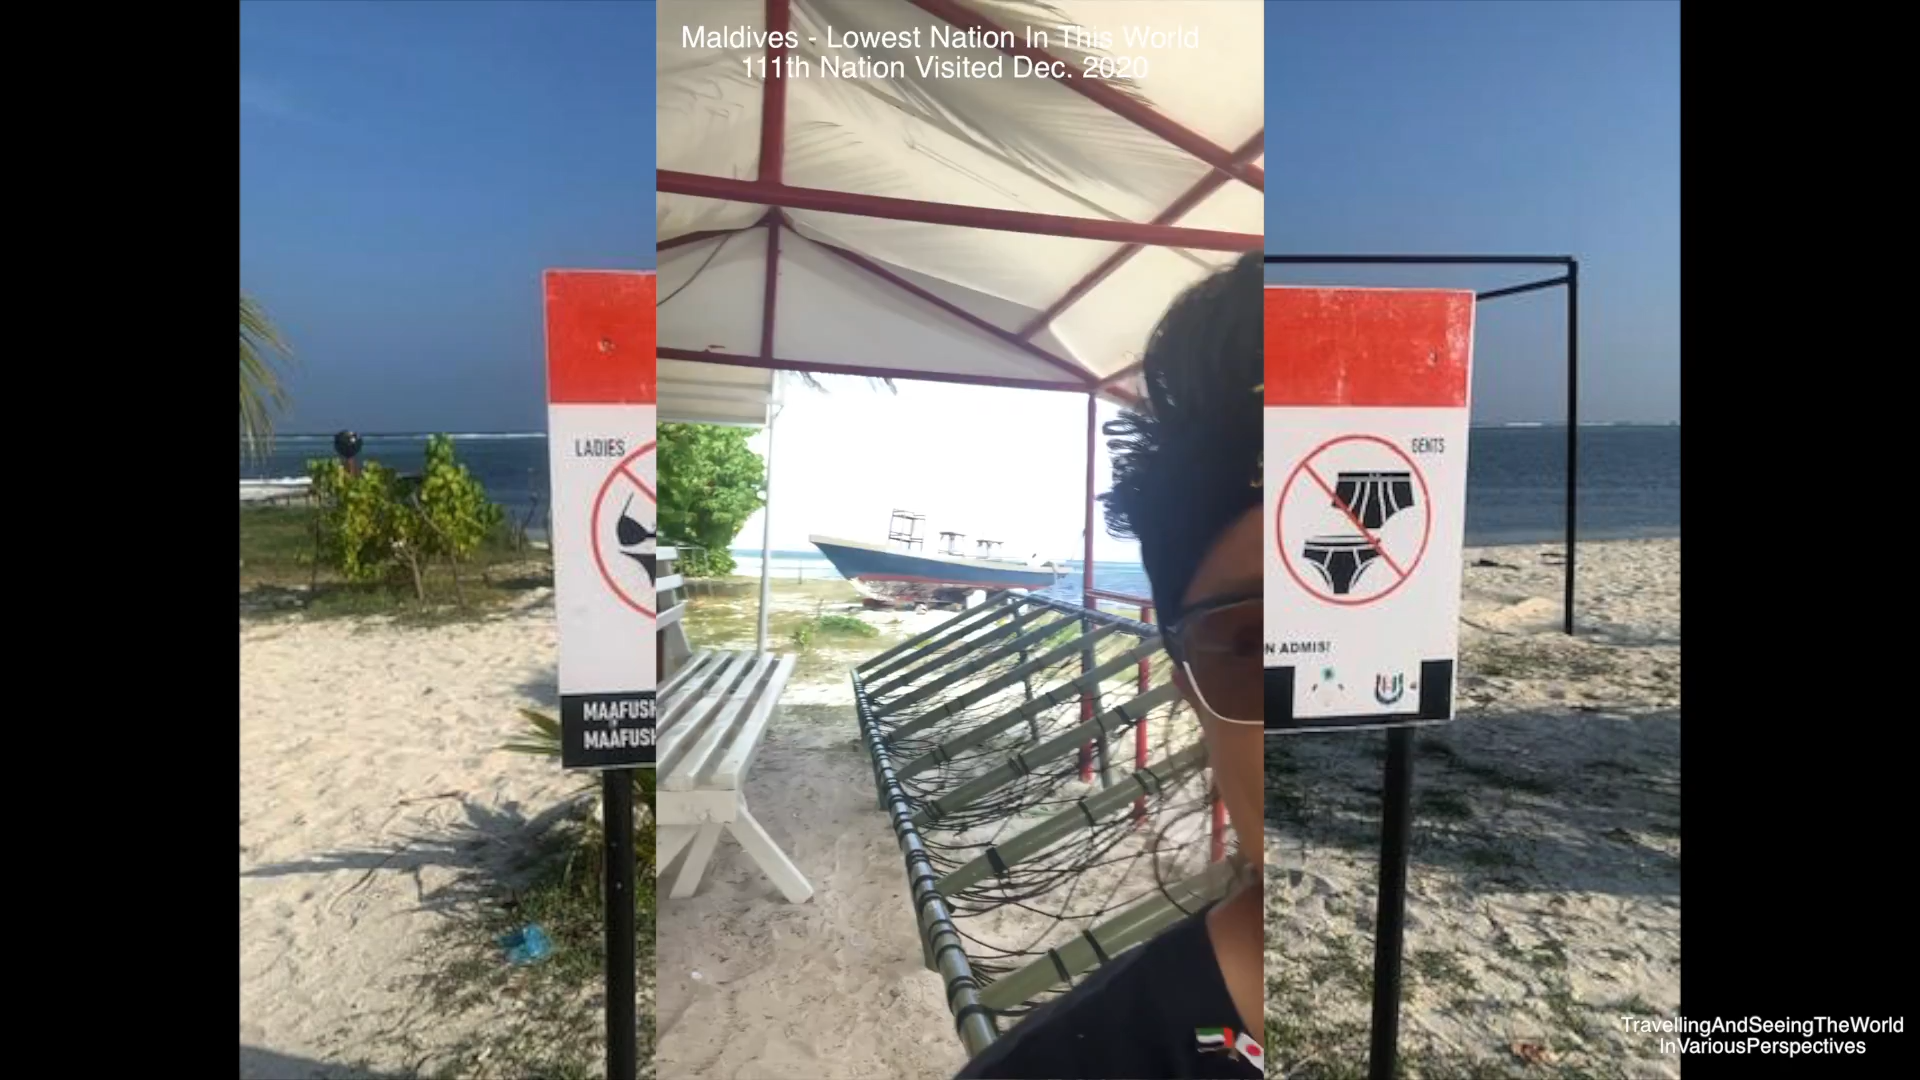 Maldives - Lowest Nation In This World
111th Nation Visited Dec. 2020
LADIES
GENTS
N ADMIS
MAAFUSH
MAAFUSH
TravellingAndSeeingTheWorld
InVariousPerspectives